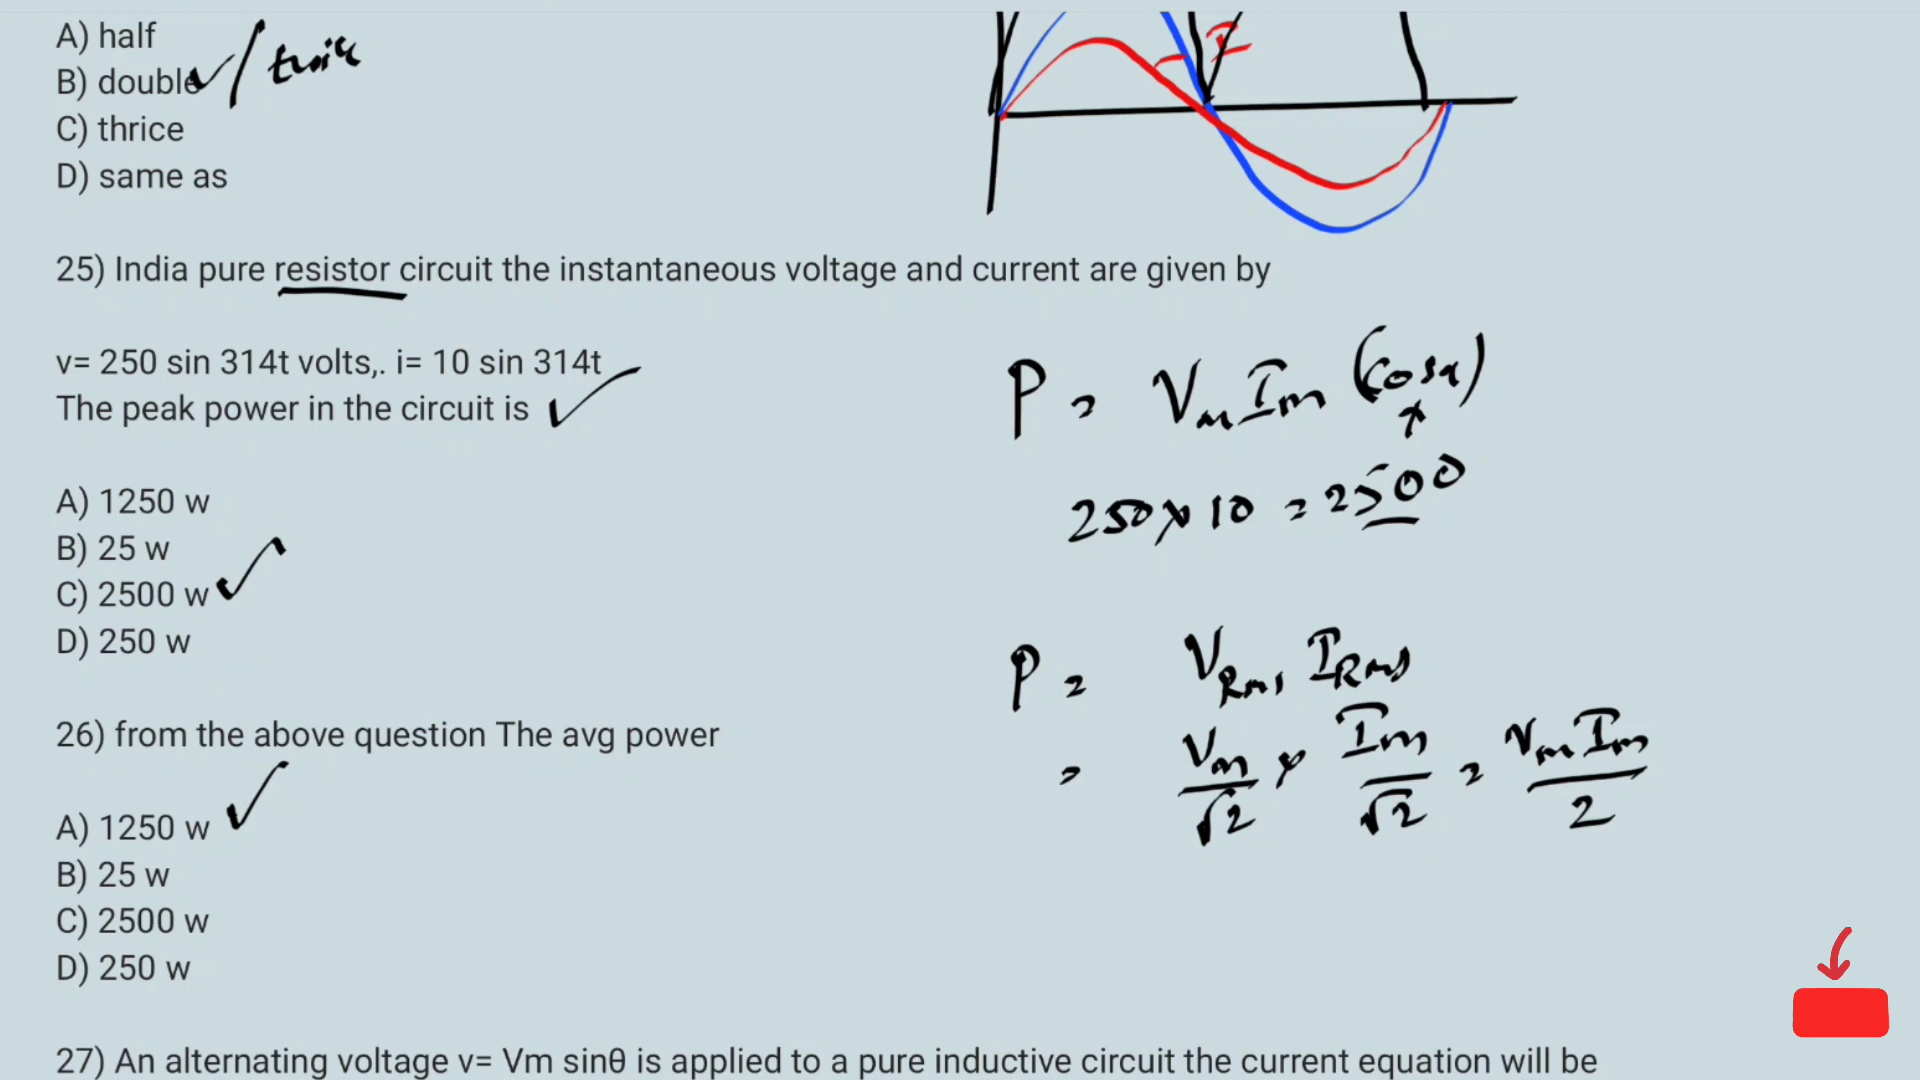 A) half
B) double
twice
C) thrice
D) same as
I
25) India pure resistor circuit the instantaneous voltage and current are given by
v= 250 sin 314t volts,. i= 10 sin 314t
The peak power in the circuit is
P = Vm Im
250 x 10 = 2500
A) 1250 w
B) 25 w
C) 2500 w
D) 250 w
P = VRms IRms
= Vm/√2 x Im/√2 = Vm Im/2
26) from the above question The avg power
A) 1250 w
B) 25 w
C) 2500 w
D) 250 w
27) An alternating voltage v= Vm sinθ is applied to a pure inductive circuit the current equation will be